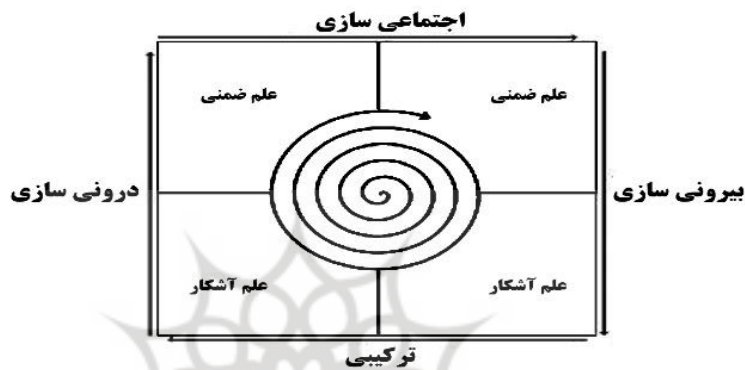 اجتماعی سازی
علم ضمنی
علم ضمنی
بیرونی سازی
درونی سازی
علم آشکار
علم آشکار
ترکیبی